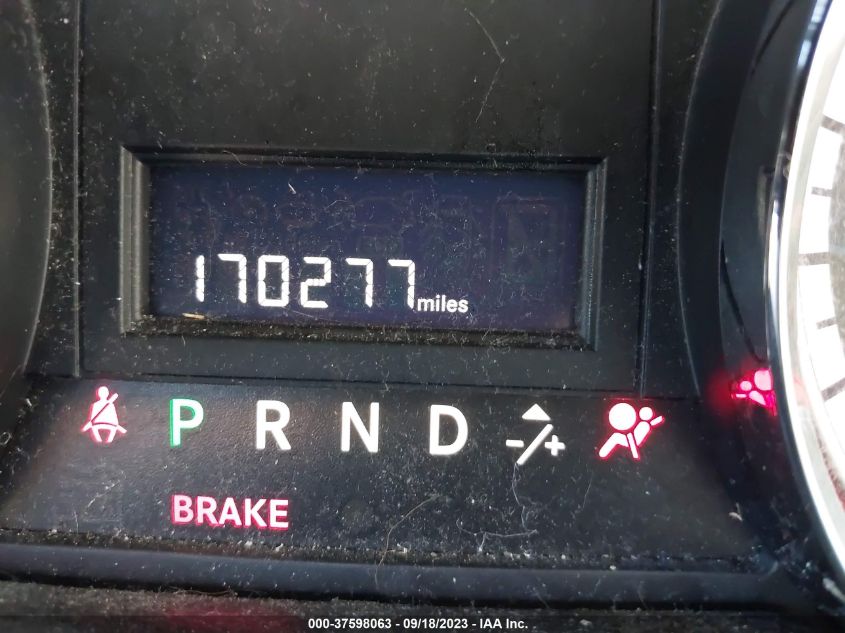 170277 miles
P R N D -/+
BRAKE
000-37598063 - 09/18/2023 - IAA Inc.